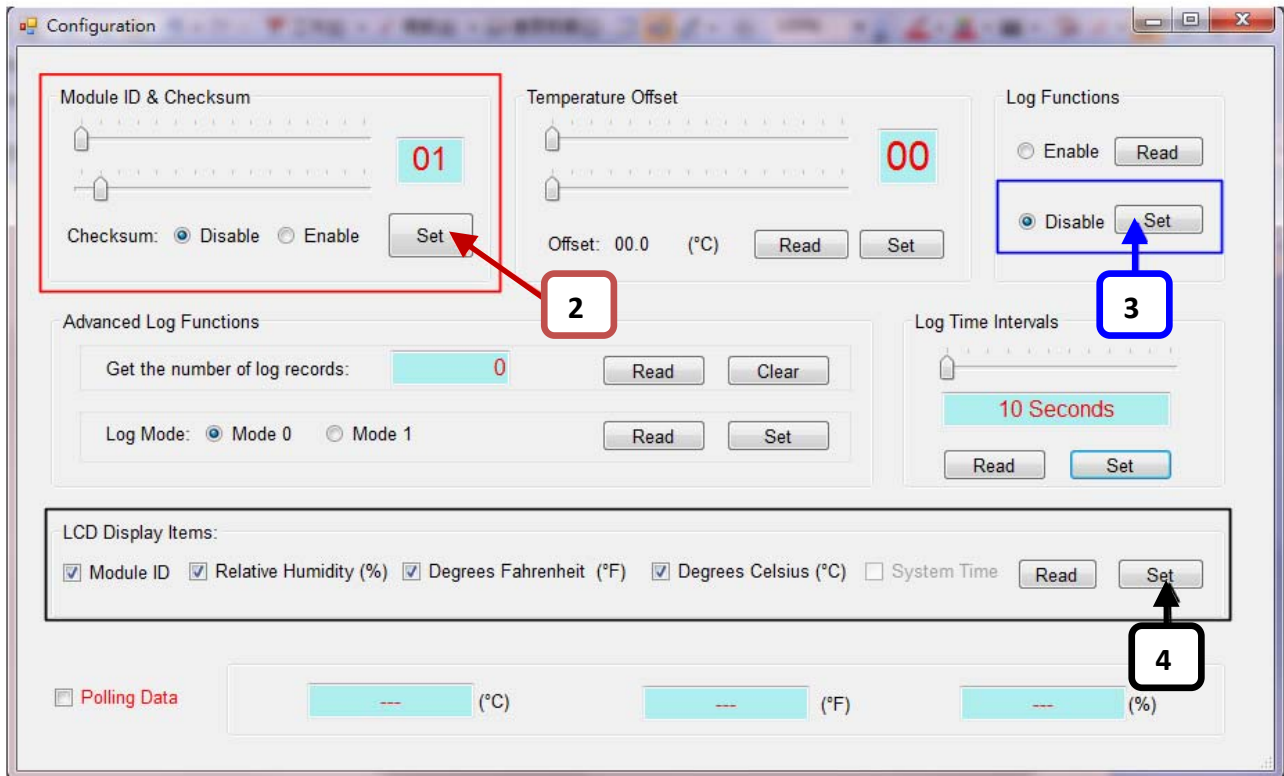 Configuration
Module ID & Checksum
01
Checksum: Disable Enable Set
2
Temperature Offset
00
Offset: 00.0 (°C) Read Set
Log Functions
Enable Read
Disable Set
3
Advanced Log Functions
Get the number of log records: 0 Read Clear
Log Mode: Mode 0 Mode 1 Read Set
Log Time Intervals
10 Seconds
Read Set
LCD Display Items:
Module ID Relative Humidity (%) Degrees Fahrenheit (°F) Degrees Celsius (°C) System Time Read Set
4
Polling Data --- (°C) --- (°F) --- (%)